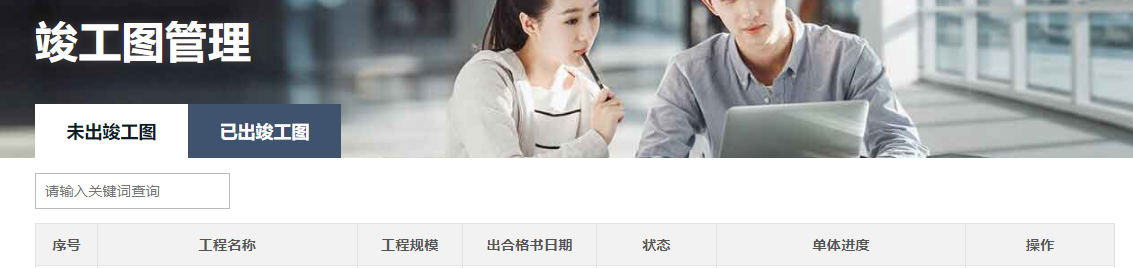 竣工图管理
未出竣工图 已出竣工图
请输入关键词查询
序号 工程名称 工程规模 出合格书日期 状态 单体进度 操作